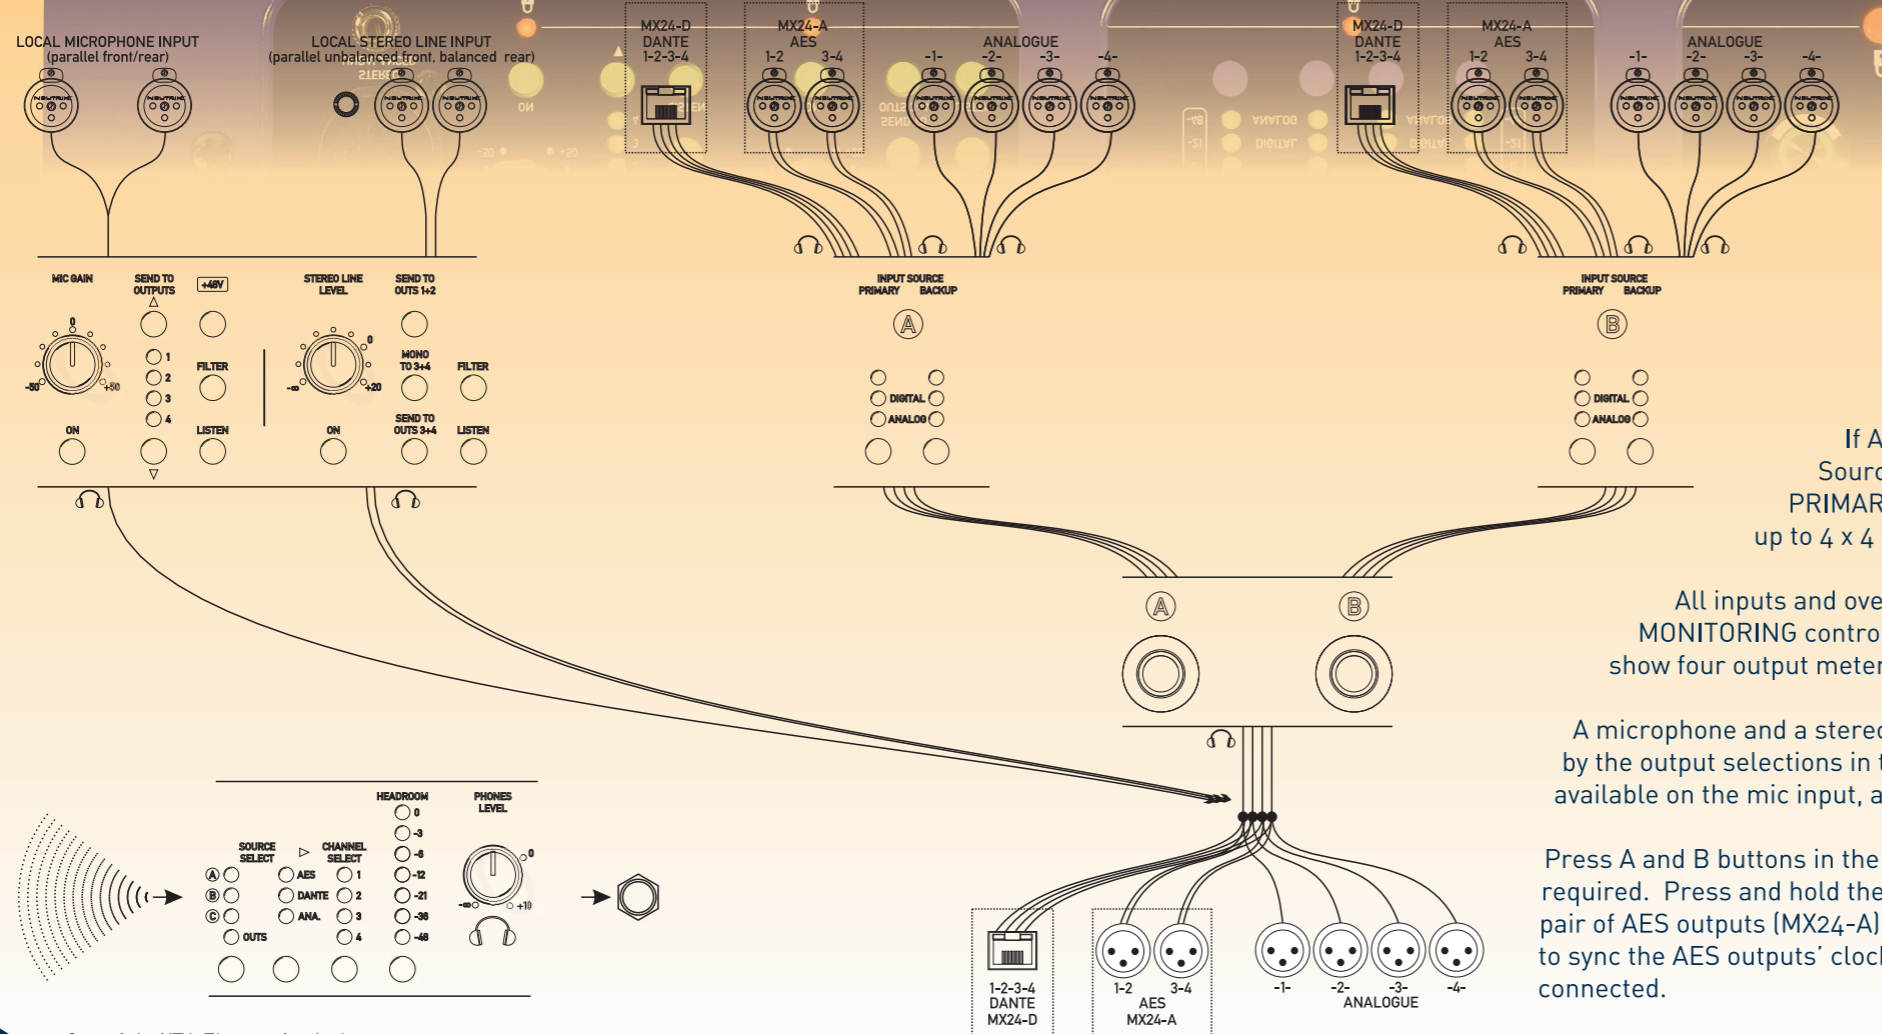 LOCAL MICROPHONE INPUT
(parallel front/rear)
LOCAL STEREO LINE INPUT
(parallel unbalanced front, balanced rear)
MX24-D
DANTE
1-2-3-4
MX24-A
AES
1-2 3-4
ANALOGUE
-1- -2- -3- -4-
MX24-D
DANTE
1-2-3-4
MX24-A
AES
1-2 3-4
ANALOGUE
-1- -2- -3- -4-
MIC GAIN
0
-50 +50
ON
SEND TO
OUTPUTS
1
2
3
4
+48V
FILTER
LISTEN
STEREO LINE
LEVEL
0
-∞ +20
ON
SEND TO
OUTS 1+2
MONO
TO 3+4
SEND TO
OUTS 3+4
FILTER
LISTEN
INPUT SOURCE
PRIMARY BACKUP
A
DIGITAL
ANALOG
INPUT SOURCE
PRIMARY BACKUP
B
DIGITAL
ANALOG
A B
If A
Sourc
PRIMAR
up to 4 x 4
All inputs and ove
MONITORING contro
show four output meter
A microphone and a stereo
by the output selections in t
available on the mic input, a
Press A and B buttons in the
required. Press and hold the
pair of AES outputs (MX24-A)
to sync the AES outputs' clock
connected.
SOURCE
SELECT
A
B
C
OUTS
AES
DANTE
ANA.
CHANNEL
SELECT
1
2
3
4
HEADROOM
0
-3
-6
-12
-21
-36
-48
PHONES
LEVEL
0
-∞ +10
1-2-3-4
DANTE
MX24-D
1-2 3-4
AES
MX24-A
-1- -2- -3- -4-
ANALOGUE